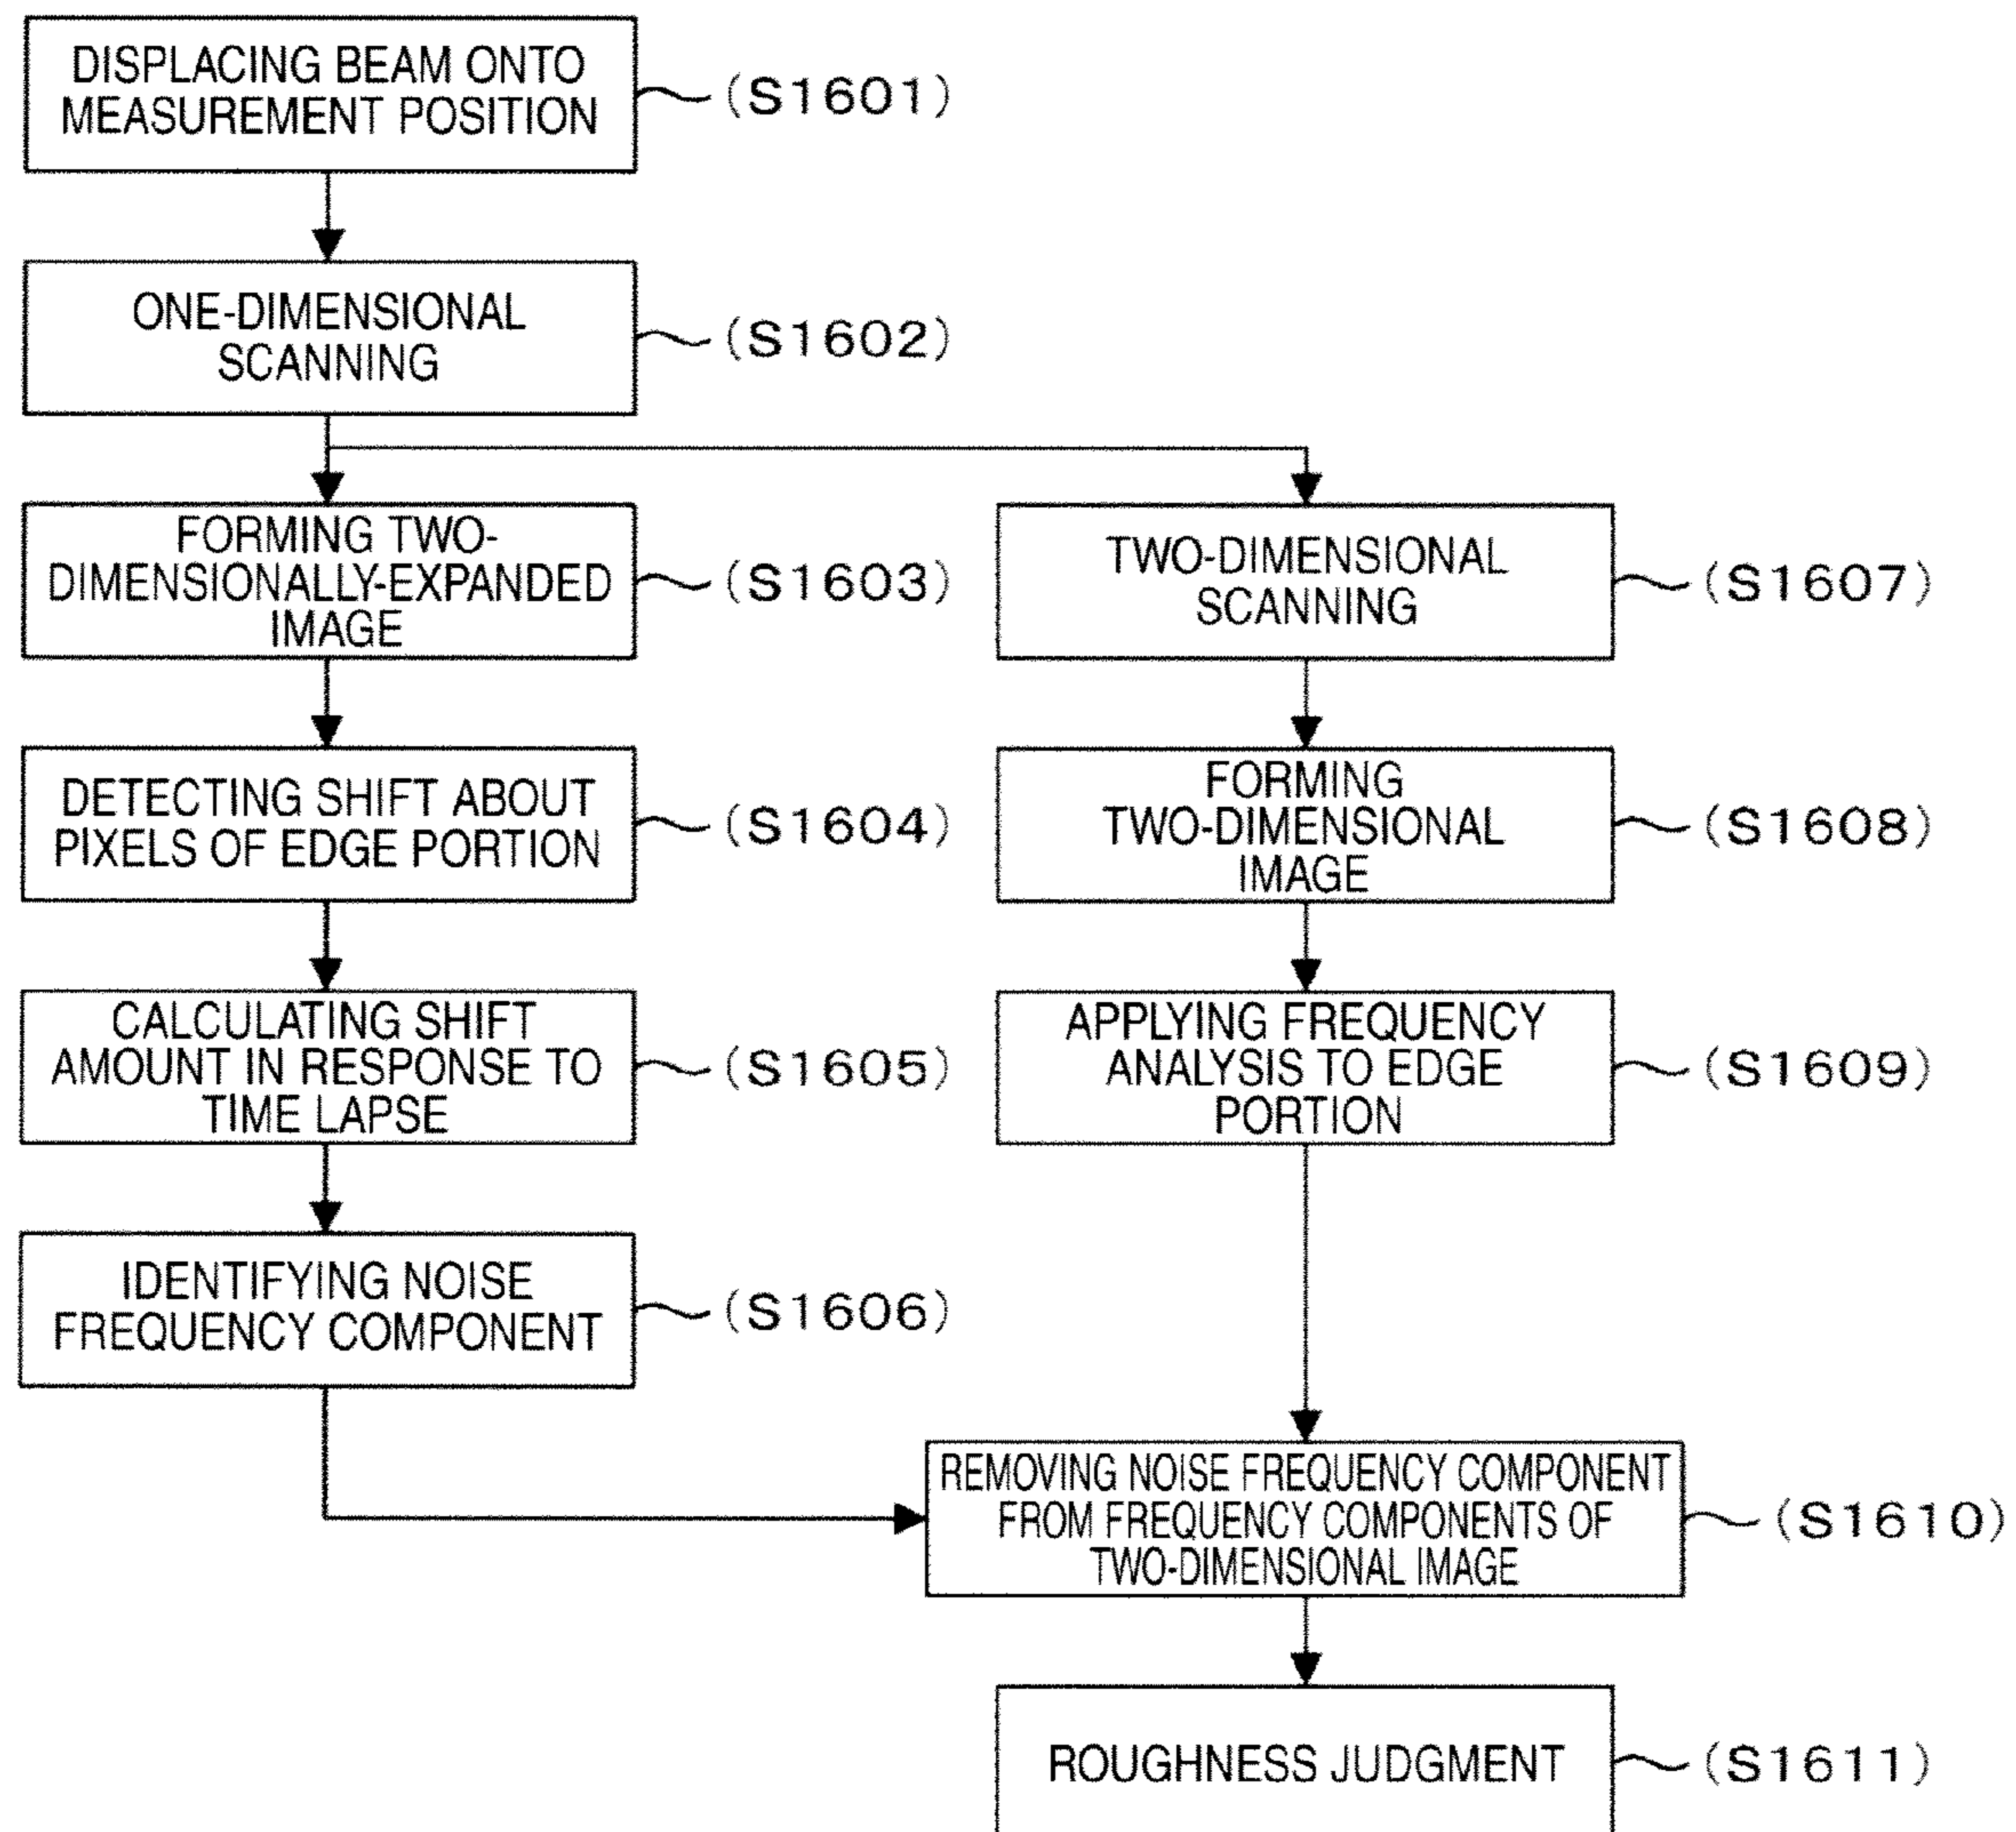 DISPLACING BEAM ONTO
MEASUREMENT POSITION
(S1601)
ONE-DIMENSIONAL
SCANNING
(S1602)
FORMING TWO-
DIMENSIONALLY-EXPANDED
IMAGE
(S1603)
DETECTING SHIFT ABOUT
PIXELS OF EDGE PORTION
(S1604)
CALCULATING SHIFT
AMOUNT IN RESPONSE TO
TIME LAPSE
(S1605)
IDENTIFYING NOISE
FREQUENCY COMPONENT
(S1606)
TWO-DIMENSIONAL
SCANNING
(S1607)
FORMING
TWO-DIMENSIONAL
IMAGE
(S1608)
APPLYING FREQUENCY
ANALYSIS TO EDGE
PORTION
(S1609)
REMOVING NOISE FREQUENCY COMPONENT
FROM FREQUENCY COMPONENTS OF
TWO-DIMENSIONAL IMAGE
(S1610)
ROUGHNESS JUDGMENT
(S1611)